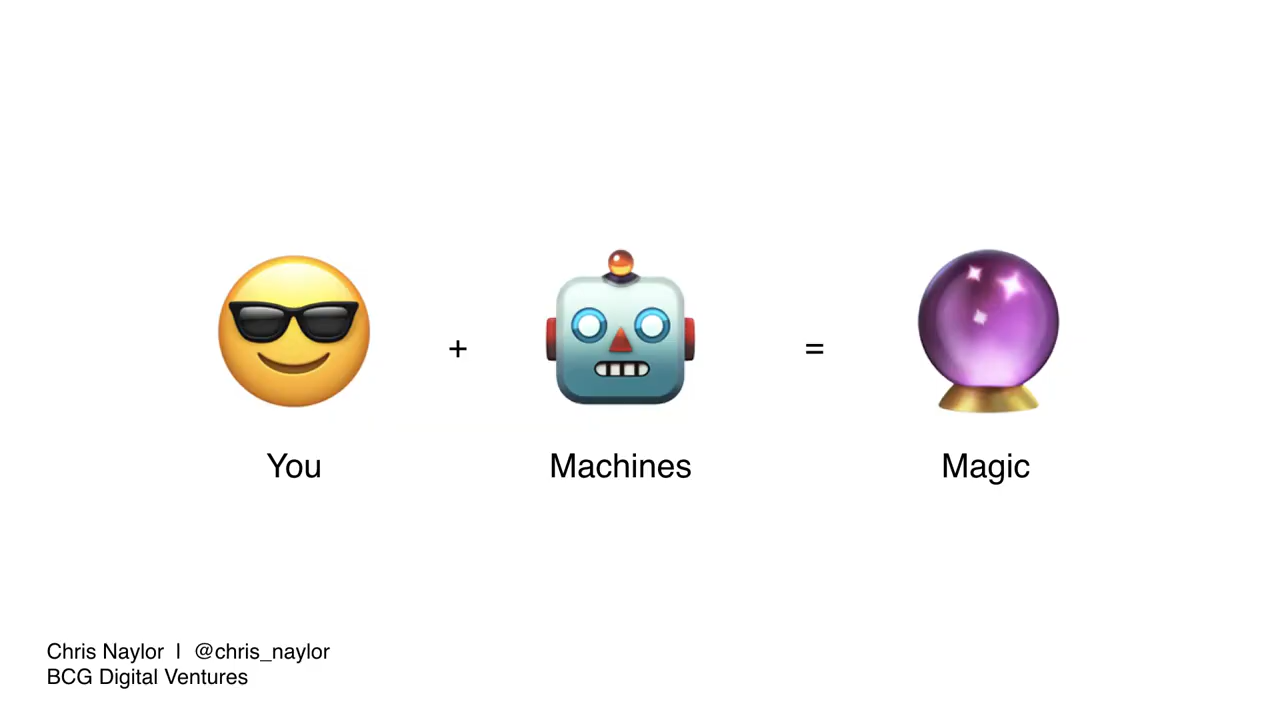 +
=
You
Machines
Magic
Chris Naylor | @chris_naylor
BCG Digital Ventures